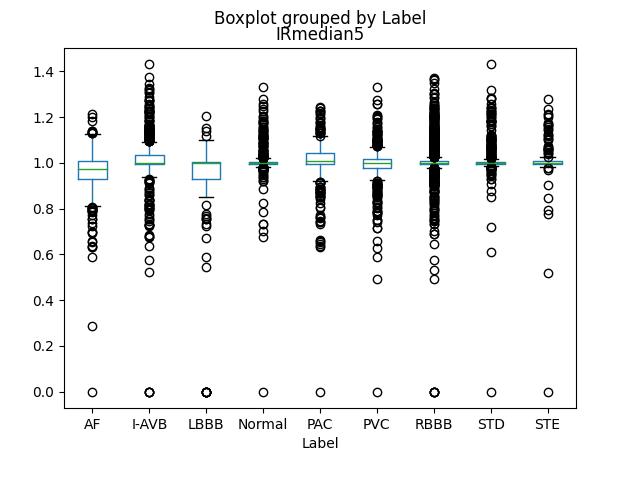 Boxplot grouped by Label
IRmedian5
1.4
1.2
1.0
0.8
0.6
0.4
0.2
0.0
AF I-AVB LBBB Normal PAC PVC RBBB STD STE
Label